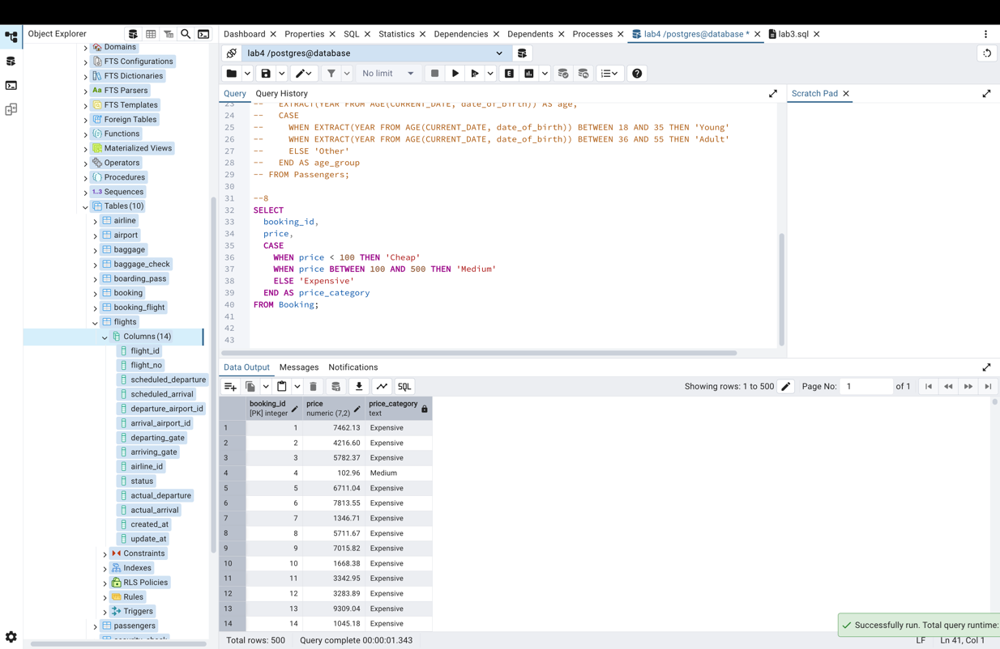 Object Explorer
Dashboard
Properties
SQL
Statistics
Dependencies
Dependents
Processes
lab4 /postgres@database *
lab3.sql
lab4 /postgres@database
No limit
Query
Query History
Scratch Pad
Domains
FTS Configurations
FTS Dictionaries
Aa FTS Parsers
FTS Templates
Foreign Tables
Functions
Materialized Views
Operators
Procedures
1..3 Sequences
Tables (10)
airline
airport
baggage
baggage_check
boarding_pass
booking
booking_flight
flights
Columns (14)
flight_id
flight_no
scheduled_departure
scheduled_arrival
departure_airport_id
arrival_airport_id
departing_gate
arriving_gate
airline_id
status
actual_departure
actual_arrival
created_at
update_at
Constraints
Indexes
RLS Policies
Rules
Triggers
passengers
security_check
23 -- EXTRACT(YEAR FROM AGE(CURRENT_DATE, date_of_birth)) AS age,
24 -- CASE
25 -- WHEN EXTRACT(YEAR FROM AGE(CURRENT_DATE, date_of_birth)) BETWEEN 18 AND 35 THEN 'Young'
26 -- WHEN EXTRACT(YEAR FROM AGE(CURRENT_DATE, date_of_birth)) BETWEEN 36 AND 55 THEN 'Adult'
27 -- ELSE 'Other'
28 -- END AS age_group
29 -- FROM Passengers;
30
31 --8
32 SELECT
33 booking_id,
34 price,
35 CASE
36 WHEN price < 100 THEN 'Cheap'
37 WHEN price BETWEEN 100 AND 500 THEN 'Medium'
38 ELSE 'Expensive'
39 END AS price_category
40 FROM Booking;
41
42
43
Data Output
Messages
Notifications
SQL
Showing rows: 1 to 500
Page No:
1
of 1
booking_id
[PK] integer
price
numeric (7,2)
price_category
text
1 1 7462.13 Expensive
2 2 4216.60 Expensive
3 3 5782.37 Expensive
4 4 102.96 Medium
5 5 6711.04 Expensive
6 6 7813.55 Expensive
7 7 1346.71 Expensive
8 8 5711.67 Expensive
9 9 7015.82 Expensive
10 10 1668.38 Expensive
11 11 3342.95 Expensive
12 12 3283.89 Expensive
13 13 9309.04 Expensive
14 14 1045.18 Expensive
Successfully run. Total query runtime:
Total rows: 500
Query complete 00:00:01.343
LF
Ln 41, Col 1